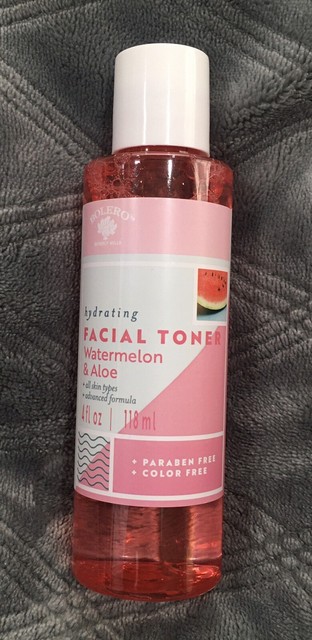 BOLERO™
hydrating
FACIAL TONER
Watermelon
& Aloe
+ all skin types
+ advanced formula
4 fl oz | 118 ml
+ PARABEN FREE
+ COLOR FREE